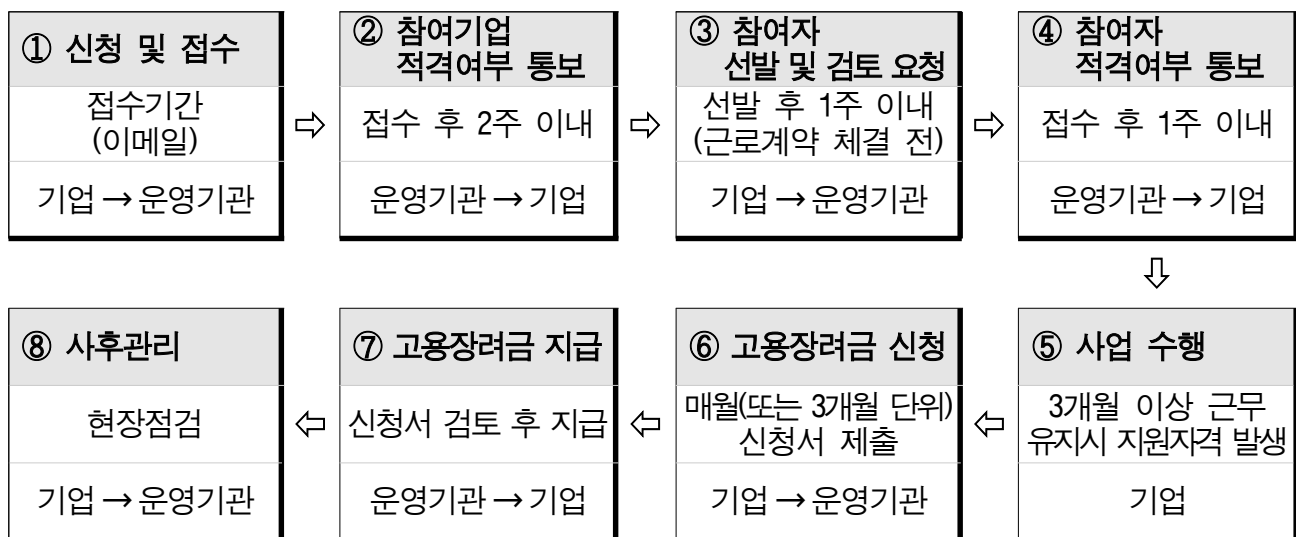 ① 신청 및 접수
접수기간
(이메일)
기업 → 운영기관
⇨
② 참여기업
적격여부 통보
접수 후 2주 이내
운영기관 → 기업
⇨
③ 참여자
선발 및 검토 요청
선발 후 1주 이내
(근로계약 체결 전)
기업 → 운영기관
⇨
④ 참여자
적격여부 통보
접수 후 1주 이내
운영기관 → 기업
⇩
⑤ 사업 수행
3개월 이상 근무
유지시 지원자격 발생
기업
⇦
⑥ 고용장려금 신청
매월(또는 3개월 단위)
신청서 제출
기업 → 운영기관
⇦
⑦ 고용장려금 지급
신청서 검토 후 지급
운영기관 → 기업
⇦
⑧ 사후관리
현장점검
기업 → 운영기관